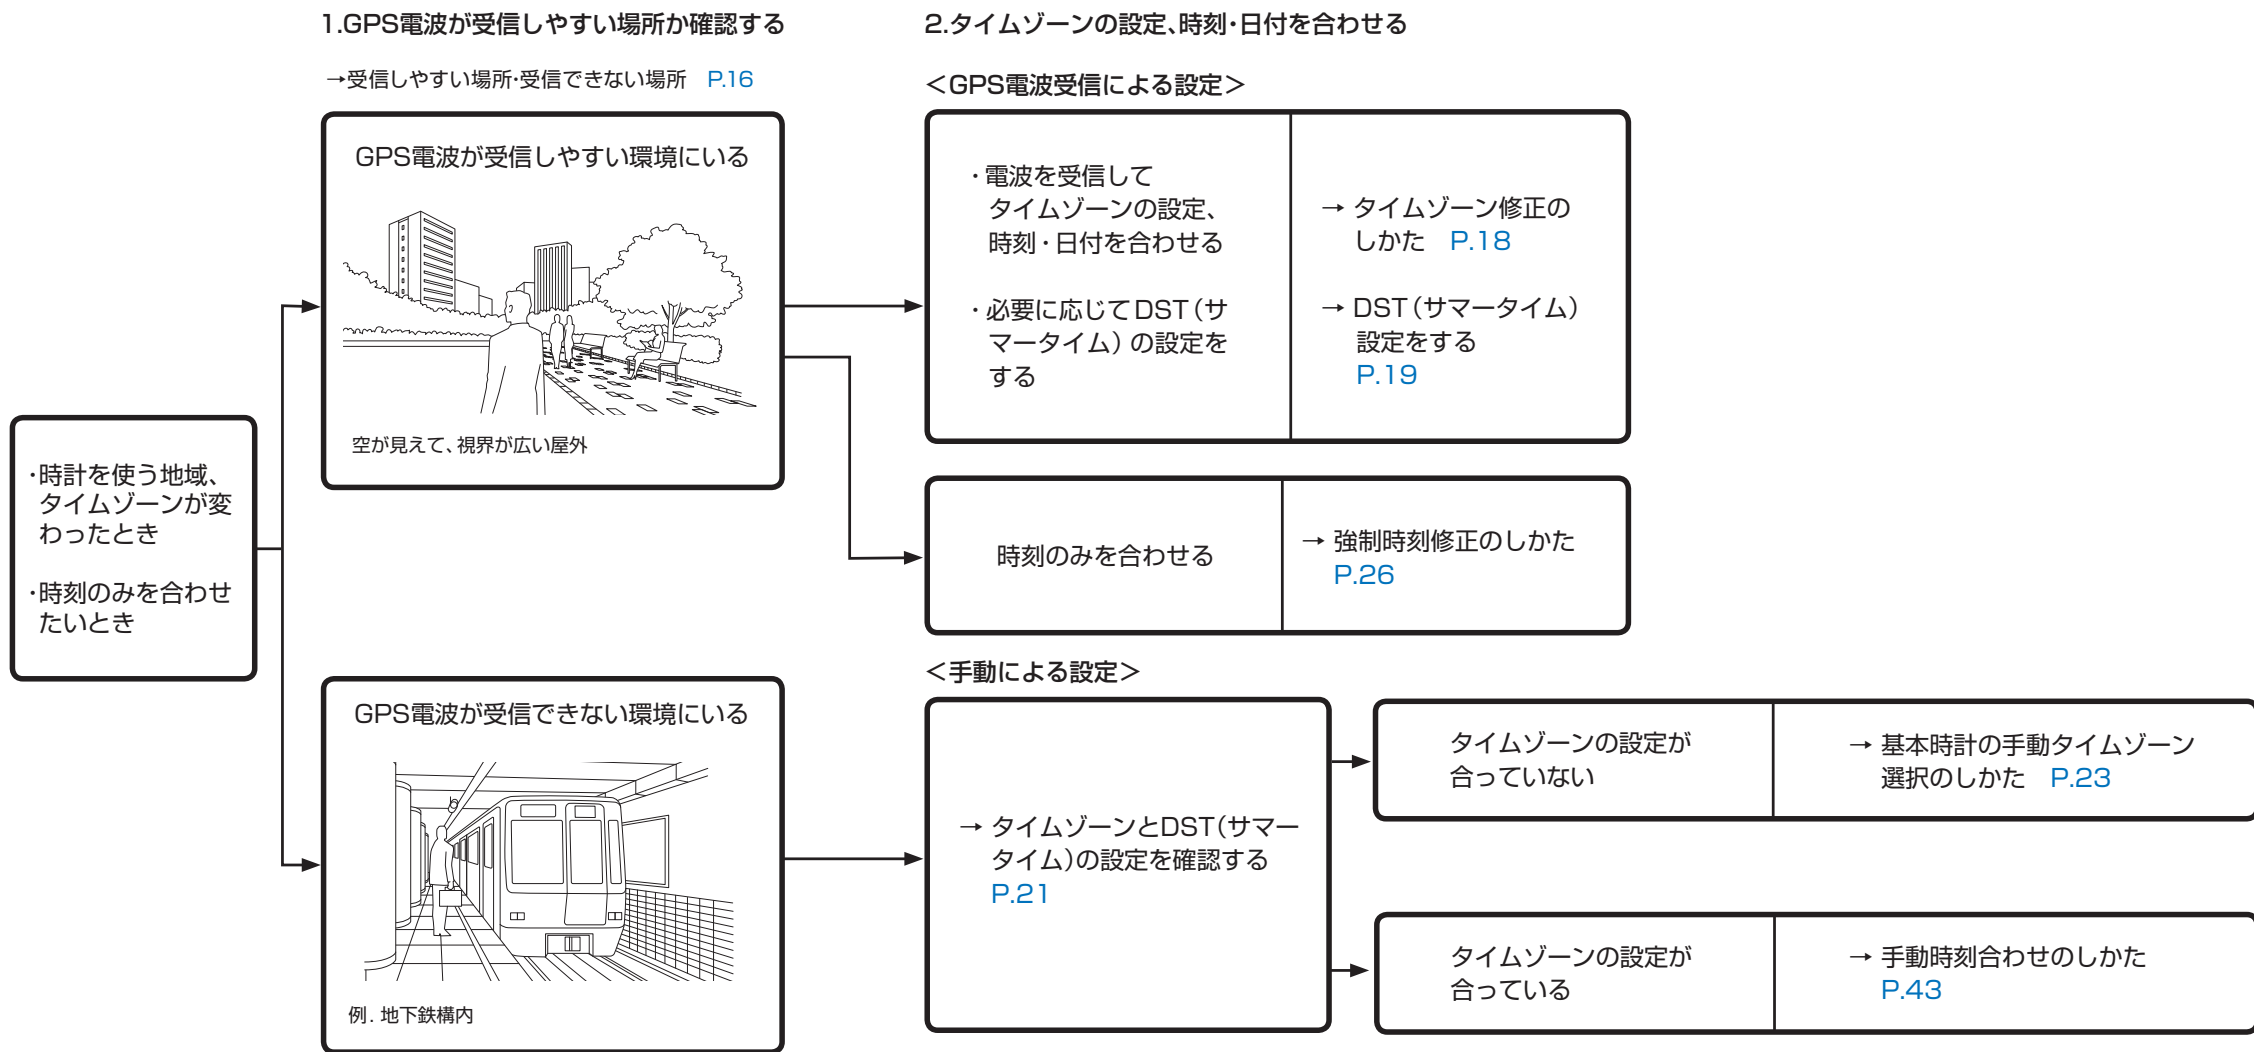 1.GPS電波が受信しやすい場所か確認する
→受信しやすい場所･受信できない場所 P.16
GPS電波が受信しやすい環境にいる
空が見えて、視界が広い屋外
・時計を使う地域、
タイムゾーンが変
わったとき
・時刻のみを合わせ
たいとき
GPS電波が受信できない環境にいる
例. 地下鉄構内
2.タイムゾーンの設定、時刻･日付を合わせる
＜GPS電波受信による設定＞
・電波を受信して
タイムゾーンの設定、
時刻・日付を合わせる
・必要に応じてDST（サ
マータイム）の設定を
する
→ タイムゾーン修正の
しかた P.18
→ DST（サマータイム）
設定をする
P.19
時刻のみを合わせる
→ 強制時刻修正のしかた
P.26
＜手動による設定＞
→ タイムゾーンとDST（サマー
タイム）の設定を確認する
P.21
タイムゾーンの設定が
合っていない
→ 基本時計の手動タイムゾーン
選択のしかた P.23
タイムゾーンの設定が
合っている
→ 手動時刻合わせのしかた
P.43